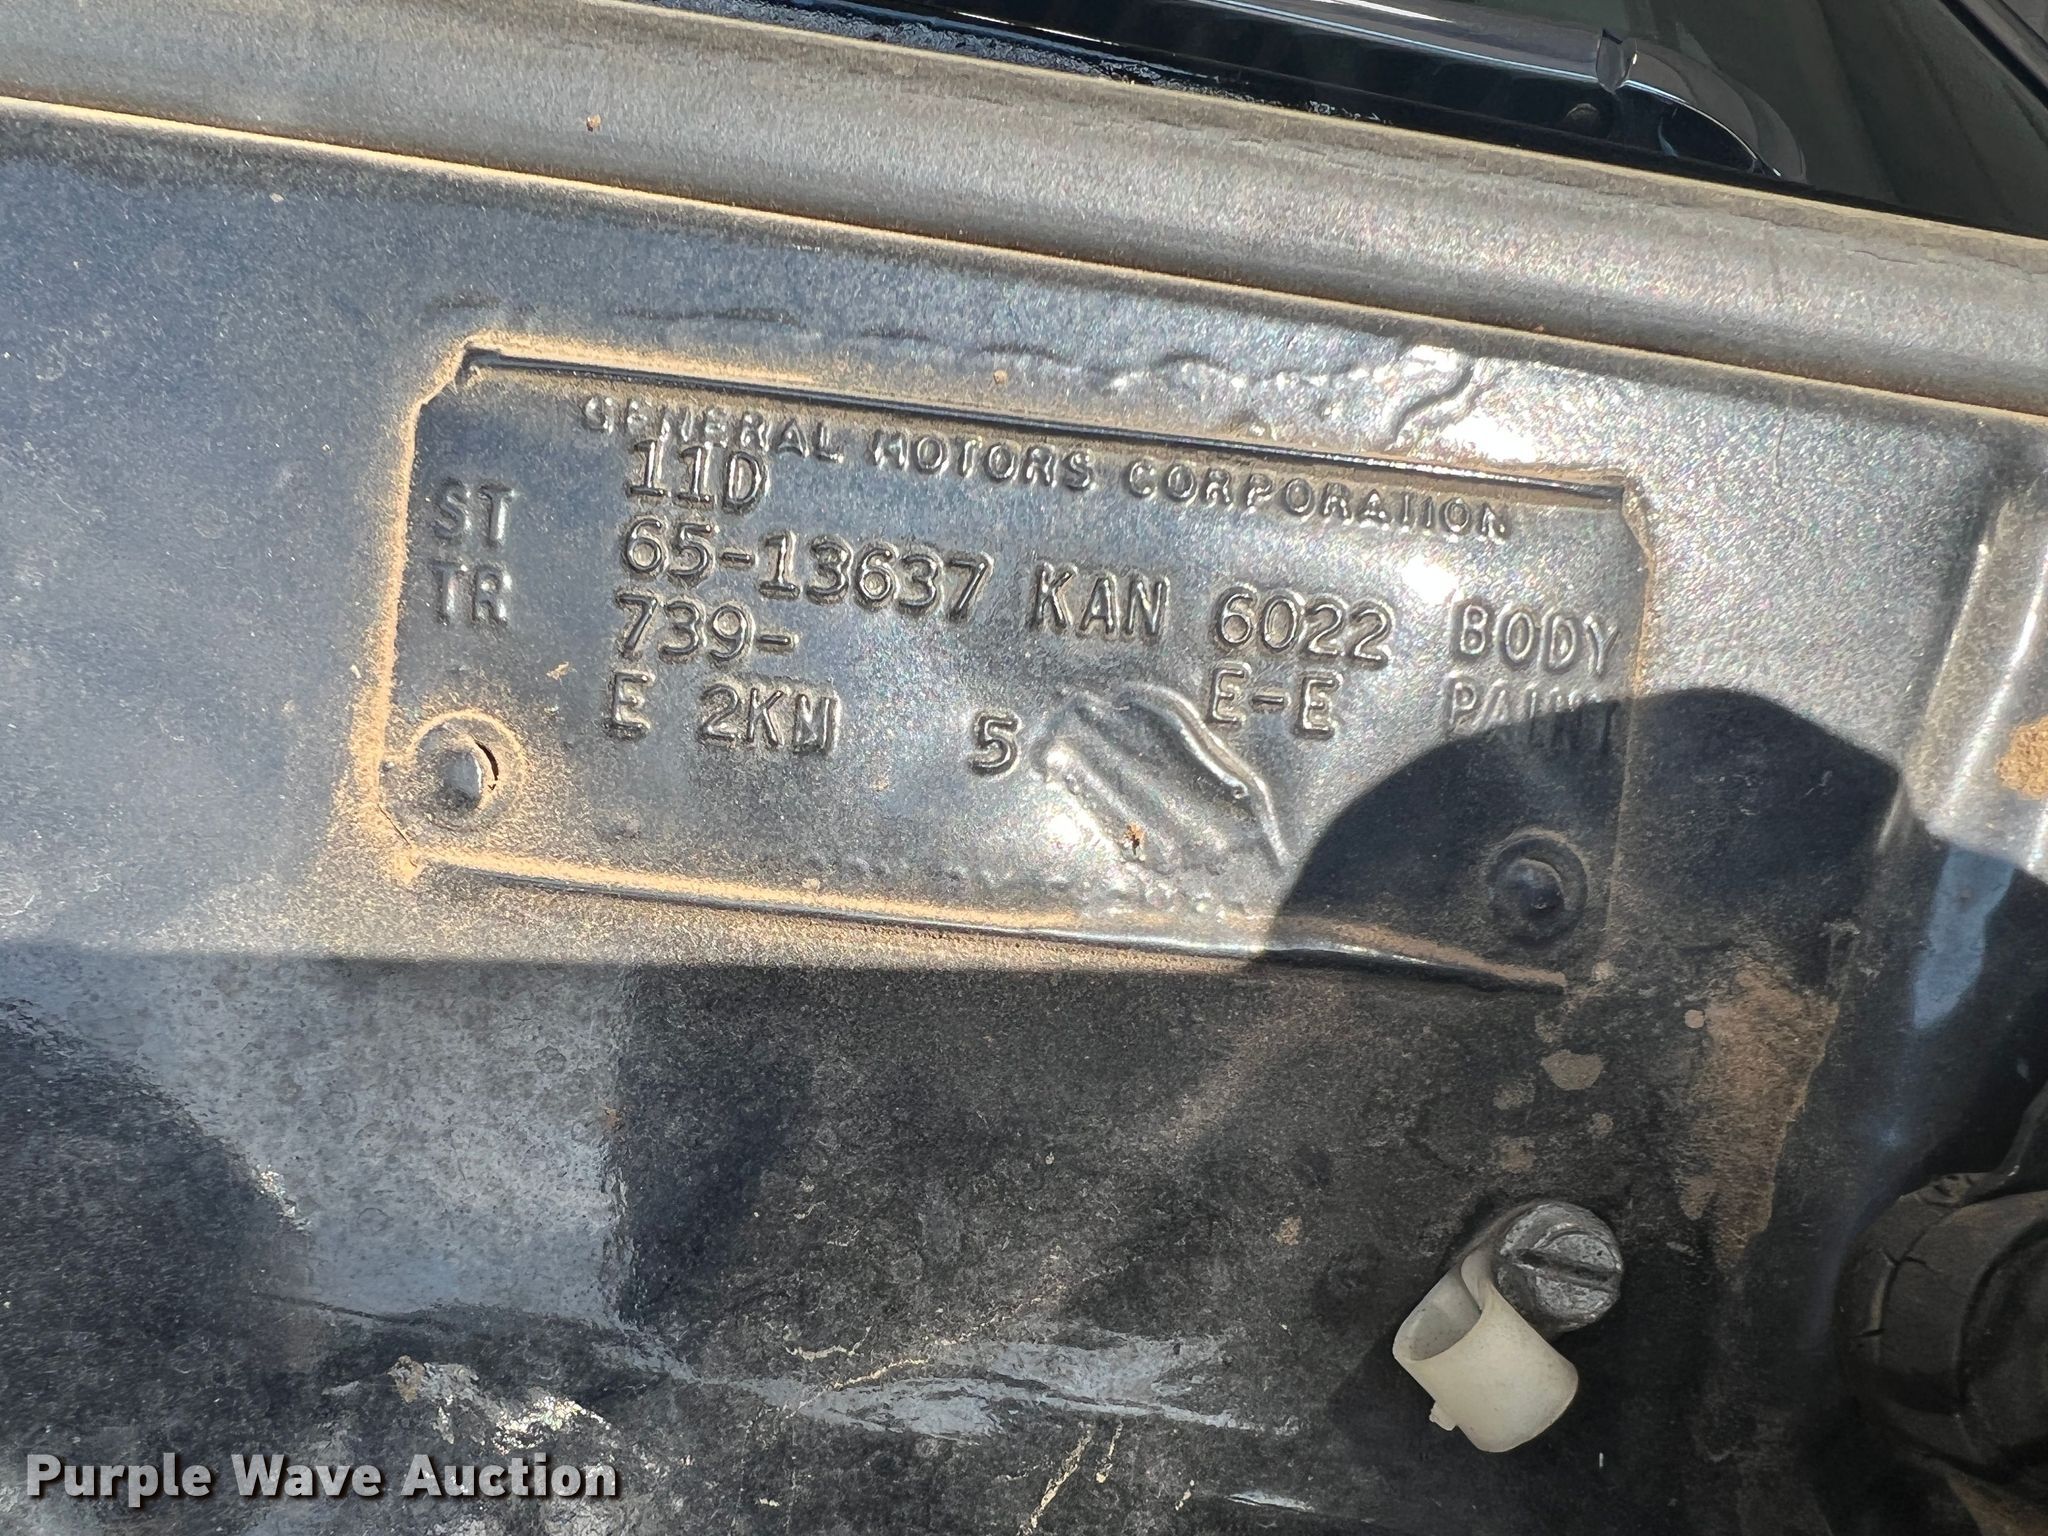 GENERAL MOTORS CORPORATION
11D
ST 65-13637 KAN 6022 BODY
TR 739- E-E PAINT
E 2KN 5
Purple Wave Auction